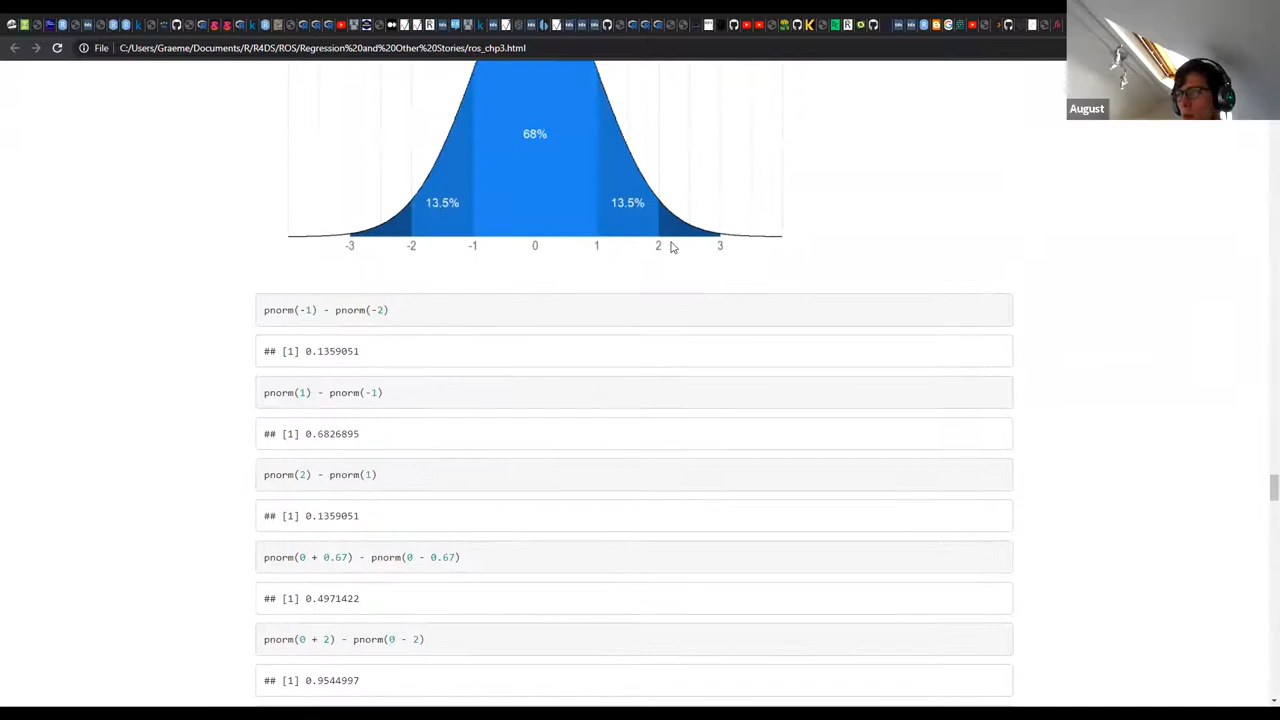 File
C:/Users/Graeme/Documents/R/R4DS/ROS/Regression%20and%20Other%20Stories/ros_chp3.html
August
68%
13.5%
13.5%
-3 -2 -1 0 1 2 3
pnorm(-1) - pnorm(-2)
## [1] 0.1359051
pnorm(1) - pnorm(-1)
## [1] 0.6826895
pnorm(2) - pnorm(1)
## [1] 0.1359051
pnorm(0 + 0.67) - pnorm(0 - 0.67)
## [1] 0.4971422
pnorm(0 + 2) - pnorm(0 - 2)
## [1] 0.9544997